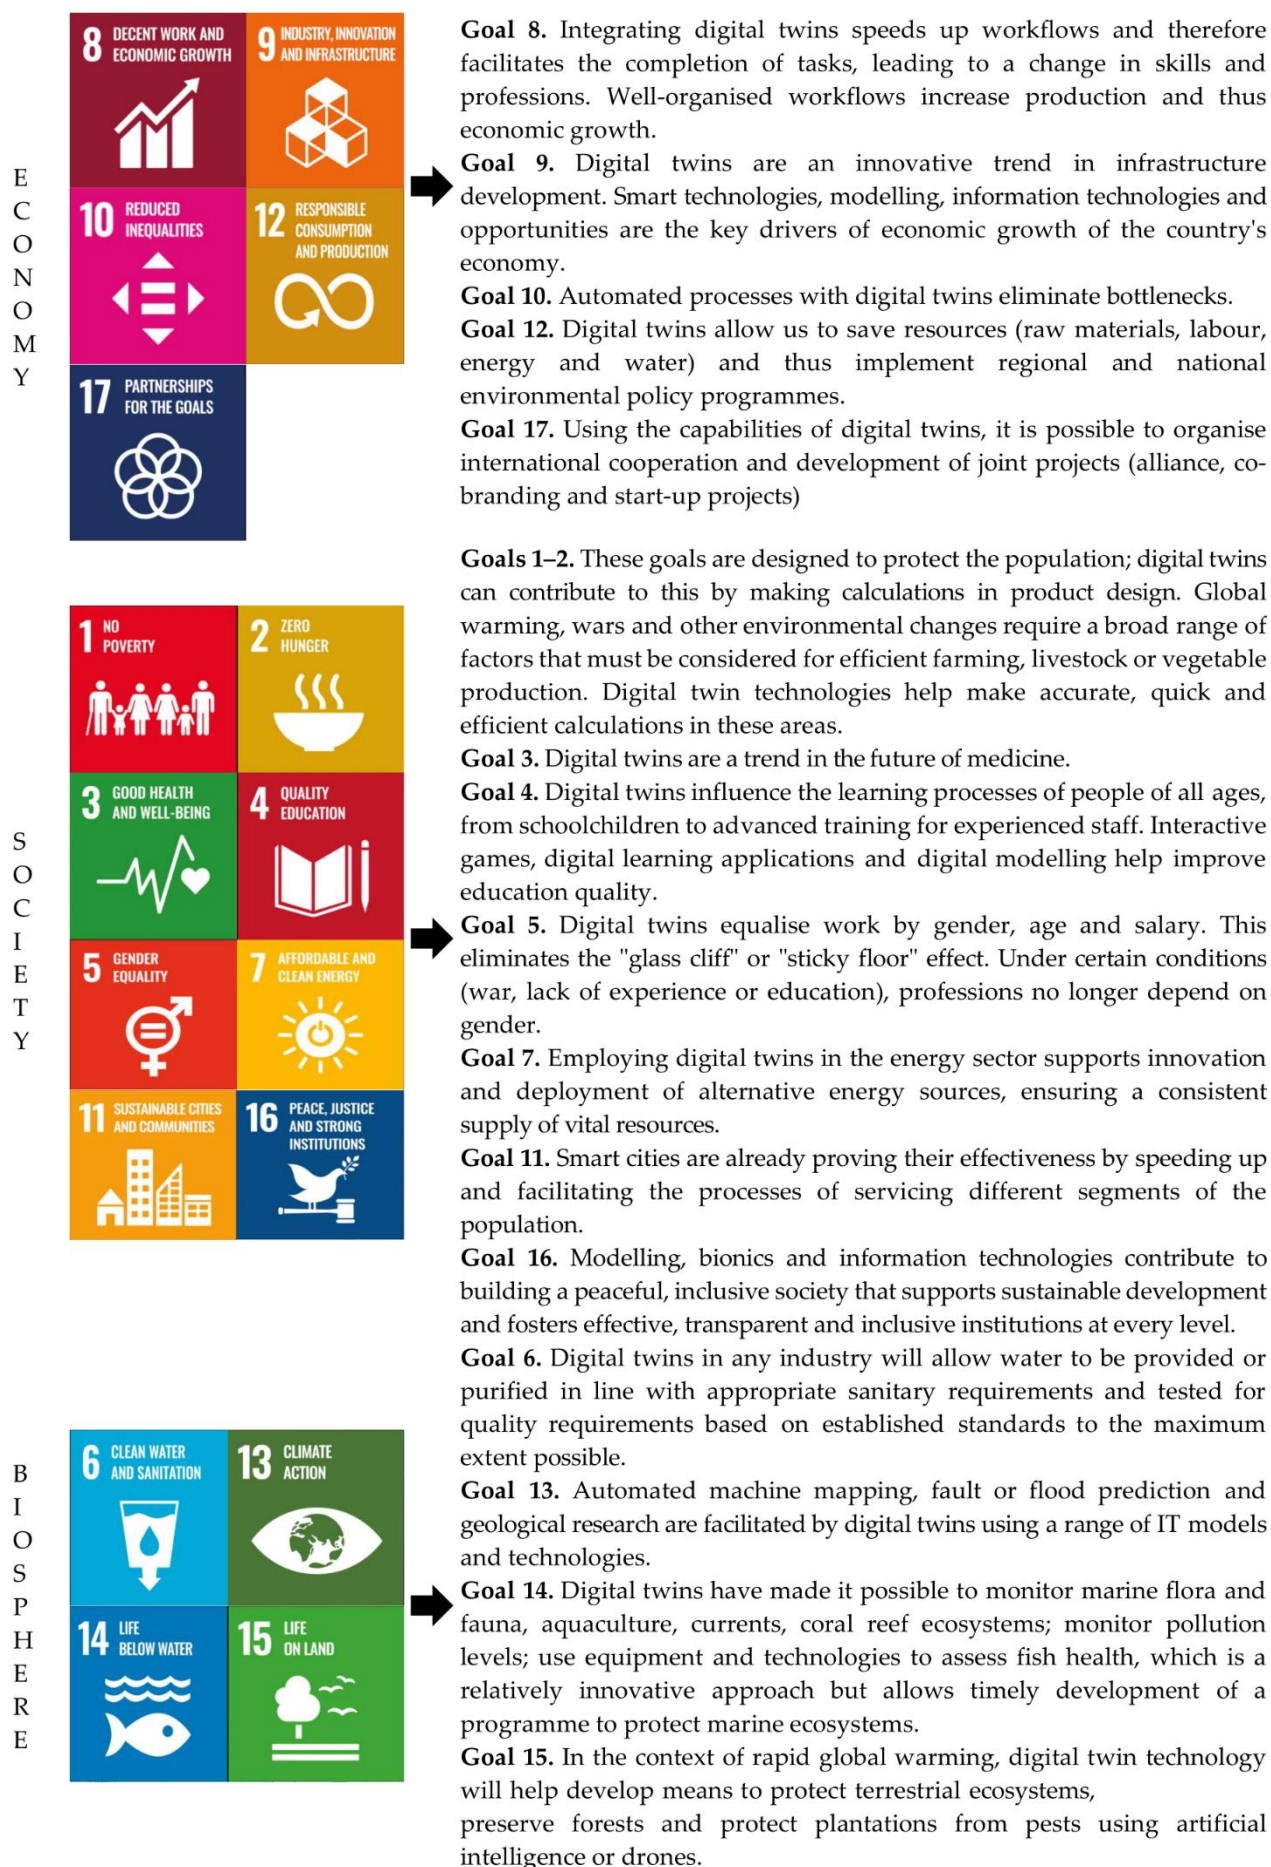 8 DECENT WORK AND
ECONOMIC GROWTH
9 INDUSTRY, INNOVATION
AND INFRASTRUCTURE
10 REDUCED
INEQUALITIES
12 RESPONSIBLE
CONSUMPTION
AND PRODUCTION
17 PARTNERSHIPS
FOR THE GOALS
E
C
O
N
O
M
Y
Goal 8. Integrating digital twins speeds up workflows and therefore
facilitates the completion of tasks, leading to a change in skills and
professions. Well-organised workflows increase production and thus
economic growth.
Goal 9. Digital twins are an innovative trend in infrastructure
development. Smart technologies, modelling, information technologies and
opportunities are the key drivers of economic growth of the country's
economy.
Goal 10. Automated processes with digital twins eliminate bottlenecks.
Goal 12. Digital twins allow us to save resources (raw materials, labour,
energy and water) and thus implement regional and national
environmental policy programmes.
Goal 17. Using the capabilities of digital twins, it is possible to organise
international cooperation and development of joint projects (alliance, co-
branding and start-up projects)
1 NO
POVERTY
2 ZERO
HUNGER
3 GOOD HEALTH
AND WELL-BEING
4 QUALITY
EDUCATION
5 GENDER
EQUALITY
7 AFFORDABLE AND
CLEAN ENERGY
11 SUSTAINABLE CITIES
AND COMMUNITIES
16 PEACE, JUSTICE
AND STRONG
INSTITUTIONS
S
O
C
I
E
T
Y
Goals 1–2. These goals are designed to protect the population; digital twins
can contribute to this by making calculations in product design. Global
warming, wars and other environmental changes require a broad range of
factors that must be considered for efficient farming, livestock or vegetable
production. Digital twin technologies help make accurate, quick and
efficient calculations in these areas.
Goal 3. Digital twins are a trend in the future of medicine.
Goal 4. Digital twins influence the learning processes of people of all ages,
from schoolchildren to advanced training for experienced staff. Interactive
games, digital learning applications and digital modelling help improve
education quality.
Goal 5. Digital twins equalise work by gender, age and salary. This
eliminates the "glass cliff" or "sticky floor" effect. Under certain conditions
(war, lack of experience or education), professions no longer depend on
gender.
Goal 7. Employing digital twins in the energy sector supports innovation
and deployment of alternative energy sources, ensuring a consistent
supply of vital resources.
Goal 11. Smart cities are already proving their effectiveness by speeding up
and facilitating the processes of servicing different segments of the
population.
Goal 16. Modelling, bionics and information technologies contribute to
building a peaceful, inclusive society that supports sustainable development
and fosters effective, transparent and inclusive institutions at every level.
6 CLEAN WATER
AND SANITATION
13 CLIMATE
ACTION
14 LIFE
BELOW WATER
15 LIFE
ON LAND
B
I
O
S
P
H
E
R
E
Goal 6. Digital twins in any industry will allow water to be provided or
purified in line with appropriate sanitary requirements and tested for
quality requirements based on established standards to the maximum
extent possible.
Goal 13. Automated machine mapping, fault or flood prediction and
geological research are facilitated by digital twins using a range of IT models
and technologies.
Goal 14. Digital twins have made it possible to monitor marine flora and
fauna, aquaculture, currents, coral reef ecosystems; monitor pollution
levels; use equipment and technologies to assess fish health, which is a
relatively innovative approach but allows timely development of a
programme to protect marine ecosystems.
Goal 15. In the context of rapid global warming, digital twin technology
will help develop means to protect terrestrial ecosystems,
preserve forests and protect plantations from pests using artificial
intelligence or drones.